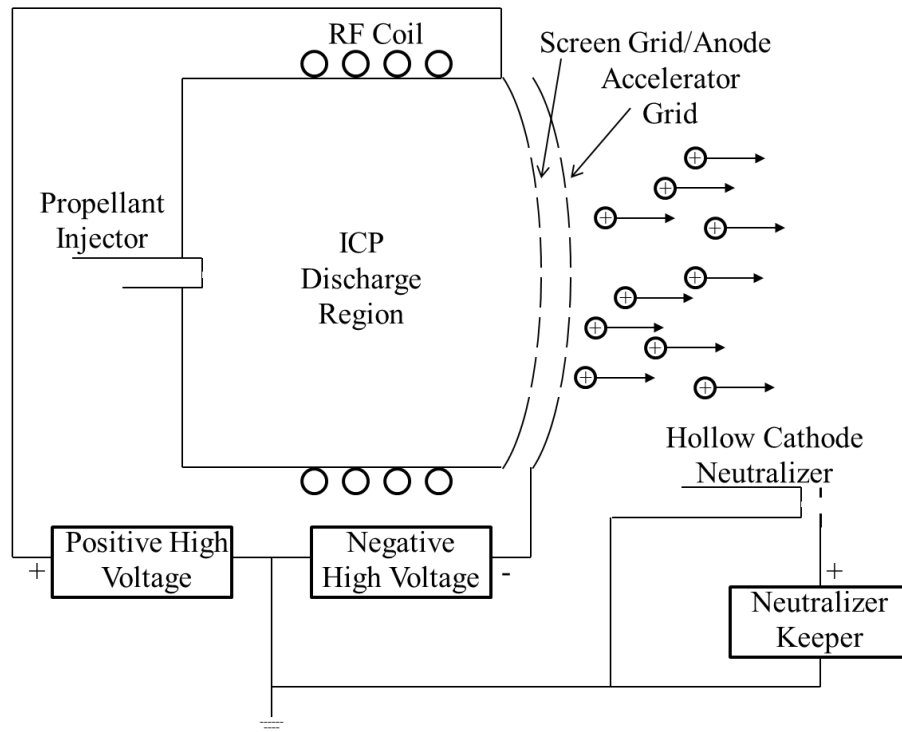 RF Coil
Screen Grid/Anode
Accelerator
Grid
Propellant
Injector
ICP
Discharge
Region
Hollow Cathode
Neutralizer
+
Positive High
Voltage
Negative
High Voltage
-
+
Neutralizer
Keeper
+
+
+
+
+
+
+
+
+
+